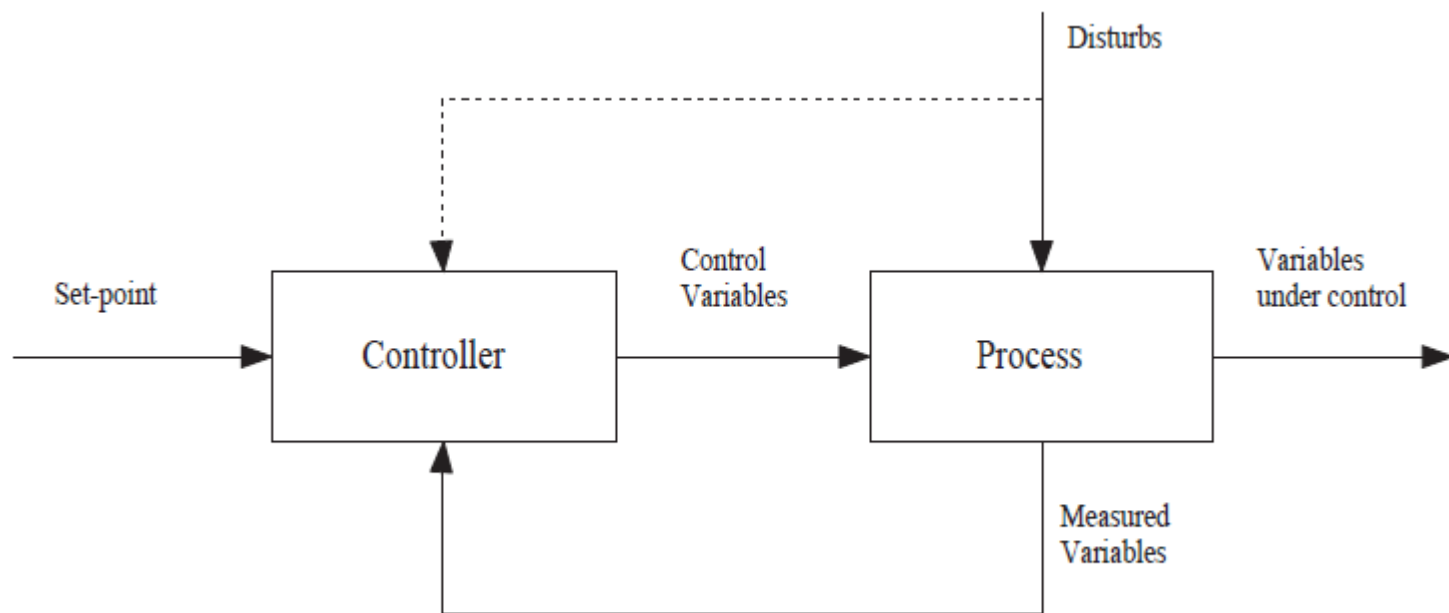 Disturbs
Set-point
Controller
Control
Variables
Process
Variables
under control
Measured
Variables